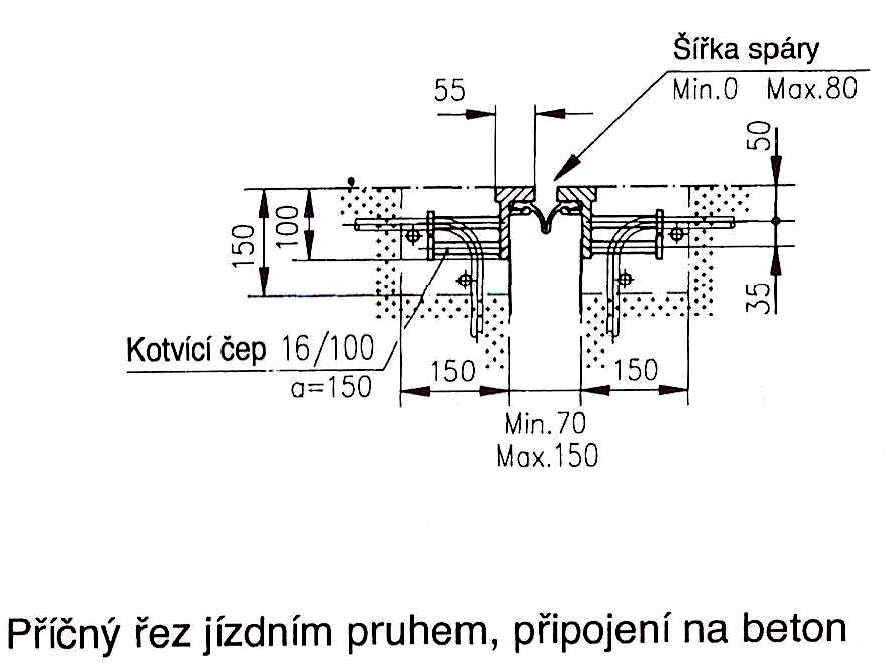 Šířka spáry
Min.0 Max.80
55
50
150
100
35
Kotvící čep 16/100
a=150
150
150
Min.70
Max.150
Příčný řez jízdním pruhem, připojení na beton